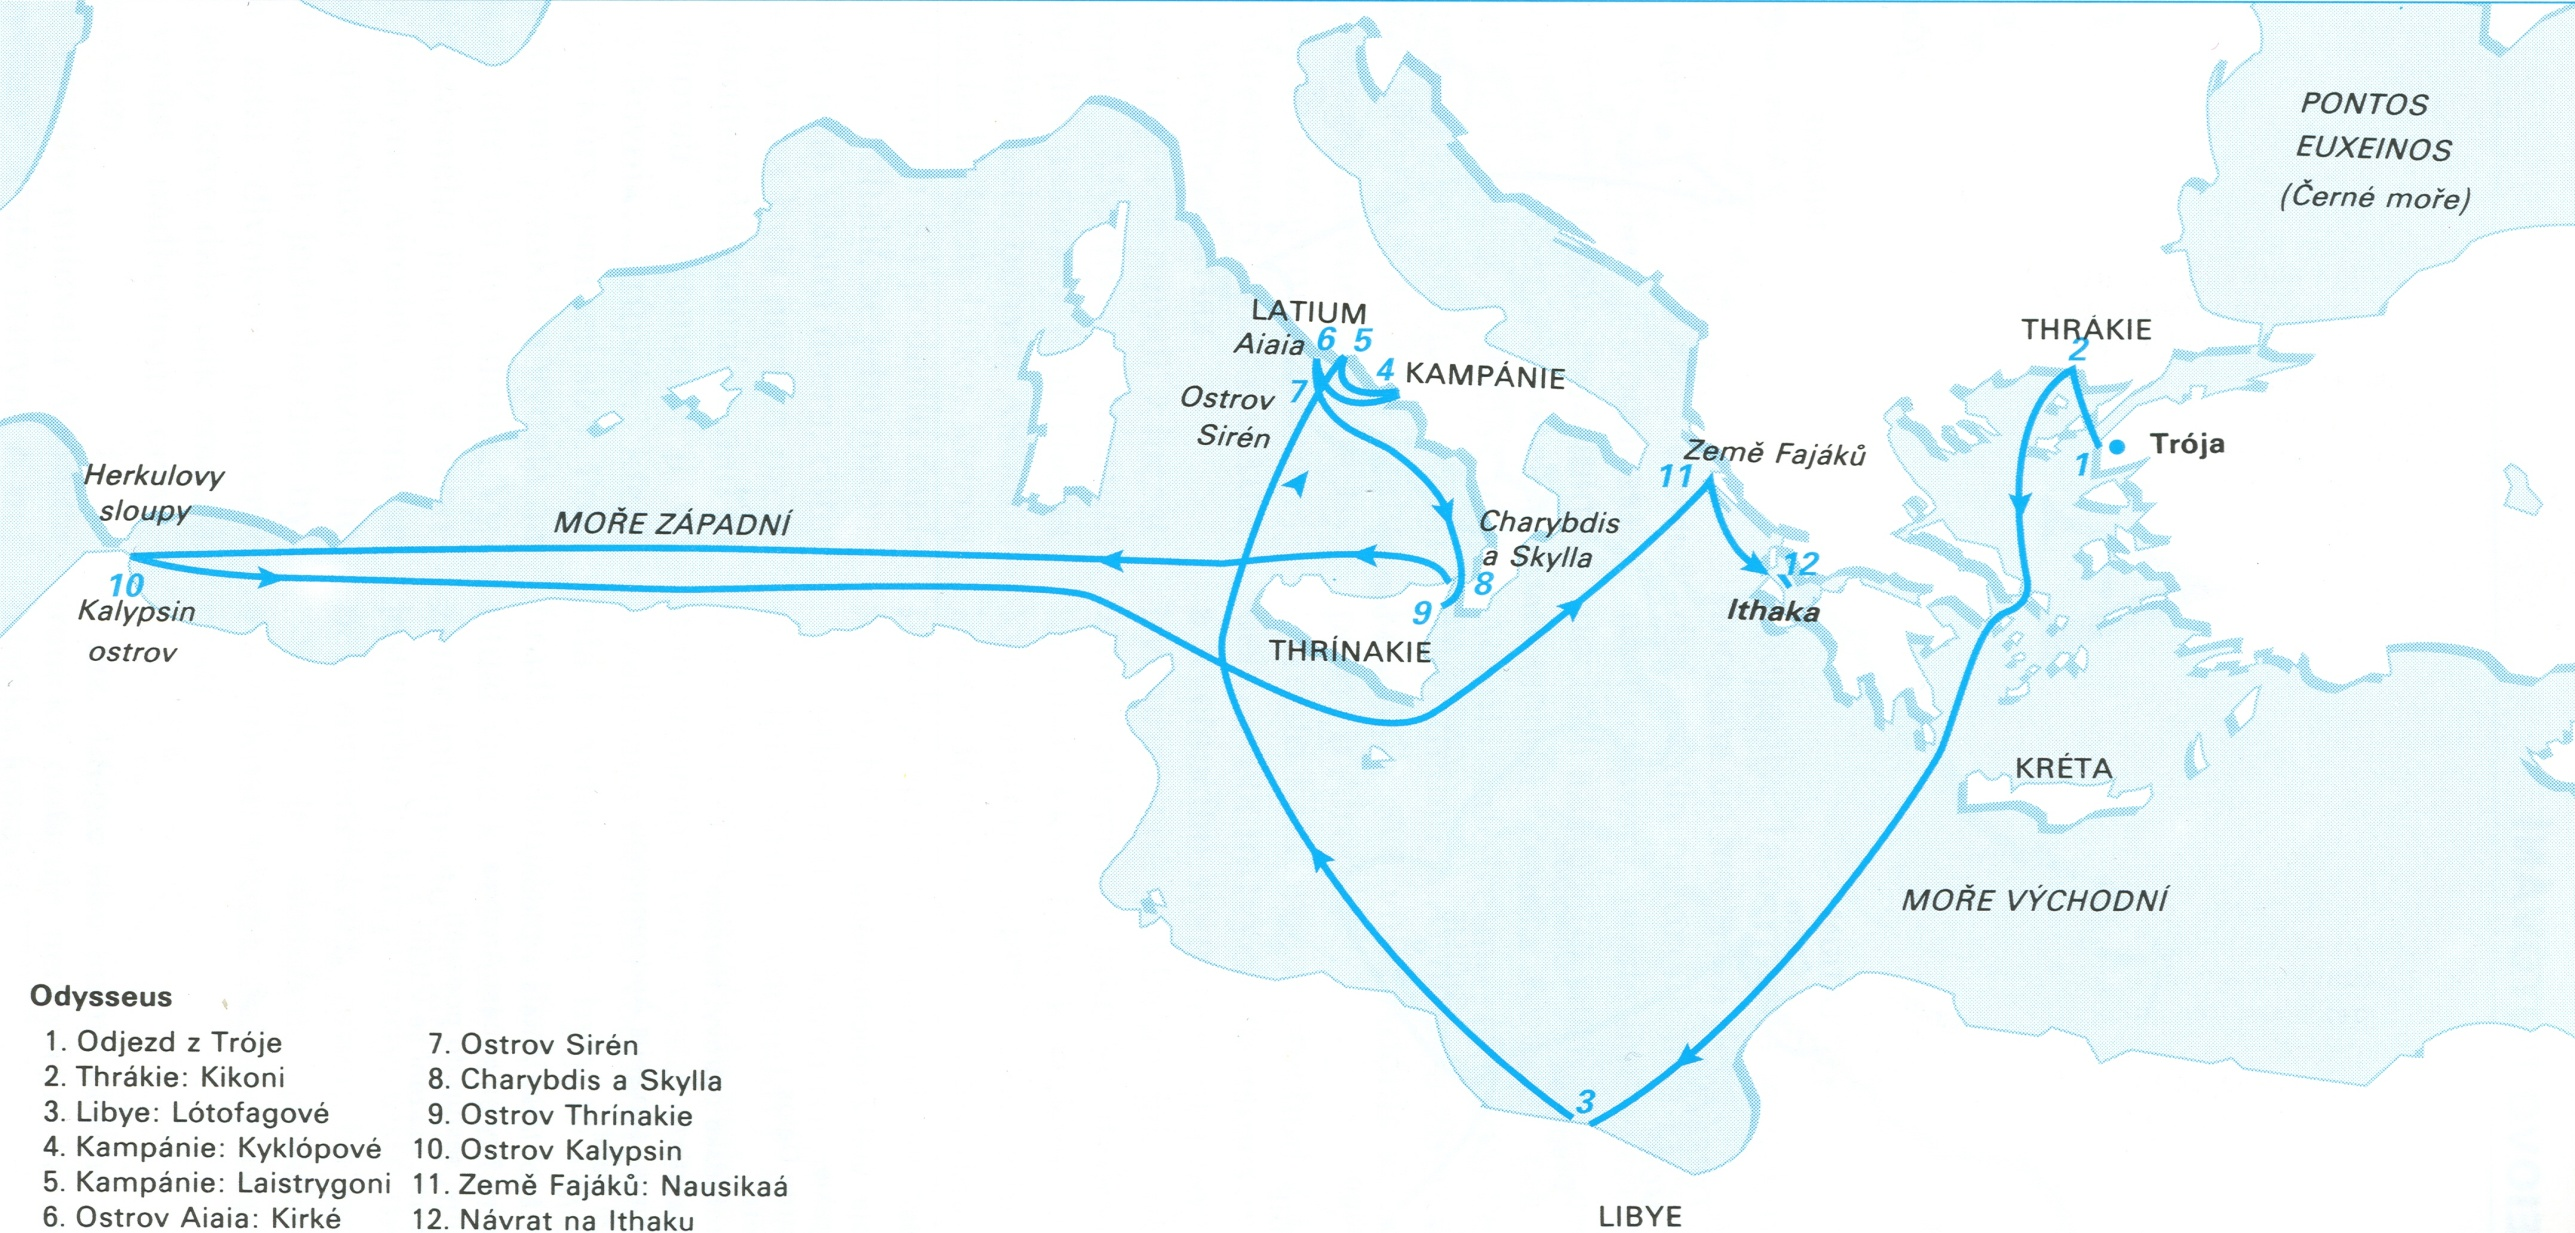 PONTOS
EUXEINOS
(Černé moře)
LATIUM
Aiaia 6 5
4 KAMPÁNIE
7
Ostrov
Sirén
THRÁKIE
2
1
Trója
Země Fajáků
11
Herkulovy
sloupy
MOŘE ZÁPADNÍ
Charybdis
a Skylla
8
9
10
Kalypsin
ostrov
12
Ithaka
THRÍNAKIE
KRÉTA
MOŘE VÝCHODNÍ
3
LIBYE
Odysseus
1. Odjezd z Tróje
2. Thrákie: Kikoni
3. Libye: Lótofagové
4. Kampánie: Kyklópové
5. Kampánie: Laistrygoni
6. Ostrov Aiaia: Kirké
7. Ostrov Sirén
8. Charybdis a Skylla
9. Ostrov Thrínakie
10. Ostrov Kalypsin
11. Země Fajáků: Nausikaá
12. Návrat na Ithaku